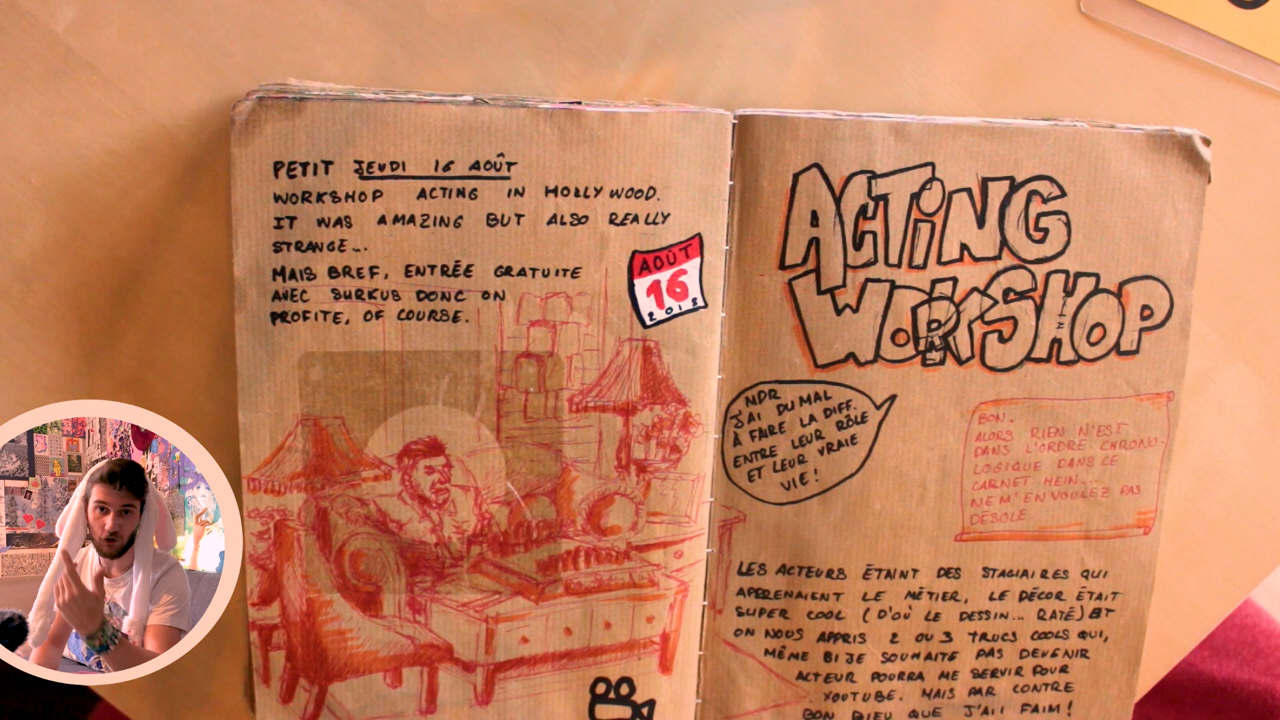 PETIT JEUDI 16 AOÛT
WORKSHOP ACTING IN HOLLYWOOD.
IT WAS AMAZING BUT ALSO REALLY
STRANGE...
MAIS BREF, ENTRÉE GRATUITE
AVEC SURKUS DONC ON
PROFITE, OF COURSE.
AOÛT
16
2018
ACTING
WORKSHOP
NDR
J'AI DU MAL
À FAIRE LA DIFF.
ENTRE LEUR RÔLE
ET LEUR VRAIE
VIE!
BON.
ALORS RIEN N'EST
DANS L'ORDRE CHRONO-
LOGIQUE DANS CE
CARNET HEIN...
NE M'EN VOULEZ PAS
DÉSOLÉ.
LES ACTEURS ÉTAINT DES STAGIAIRES QUI
APPRENAIENT LE MÉTIER, LE DÉCOR ÉTAIT
SUPER COOL (D'OÙ LE DESSIN... RATÉ) ET
ON NOUS APPRIS 2 OU 3 TRUCS COOLS QUI,
MÊME SI JE SOUHAITE PAS DEVENIR
ACTEUR POURRA ME SERVIR POUR
YOUTUBE. MAIS PAR CONTRE
BON DIEU QUE J'AI FAIM!